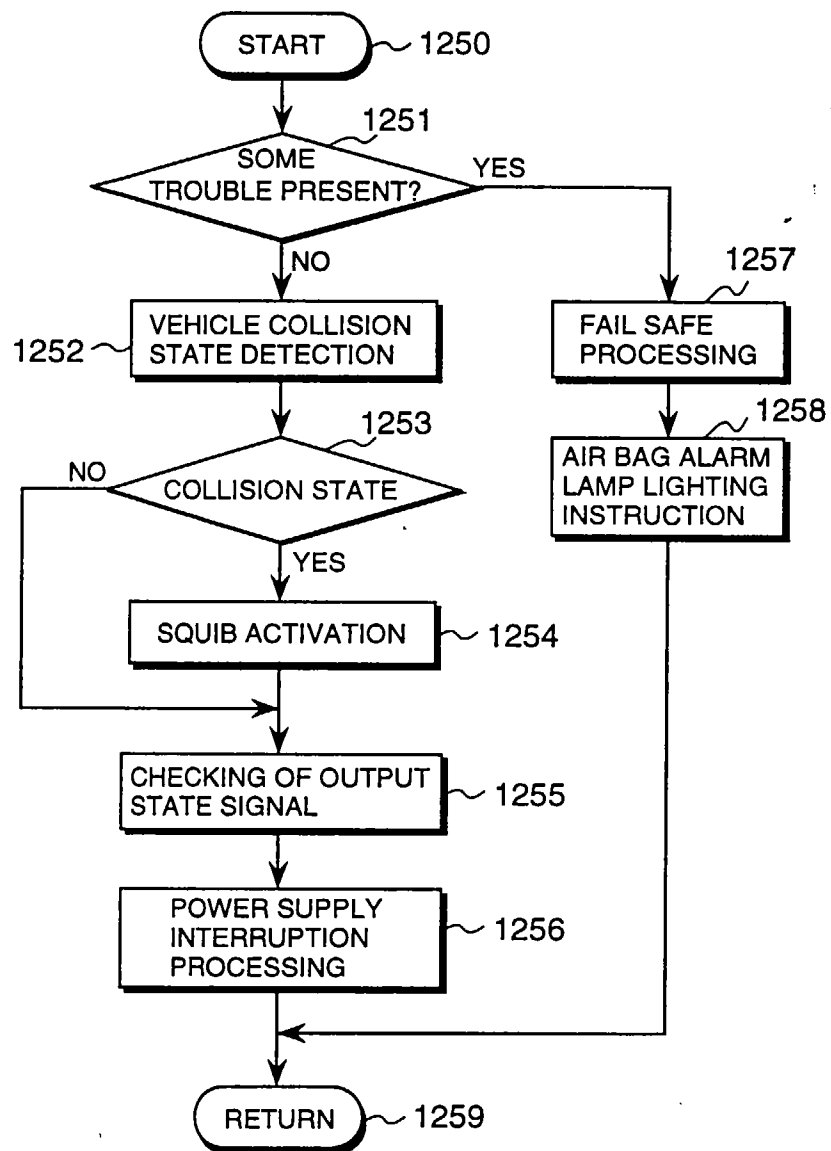 START
1250
1251
SOME
TROUBLE PRESENT?
YES
NO
1257
VEHICLE COLLISION
STATE DETECTION
1252
FAIL SAFE
PROCESSING
1253
1258
NO
COLLISION STATE
AIR BAG ALARM
LAMP LIGHTING
INSTRUCTION
YES
SQUIB ACTIVATION
1254
CHECKING OF OUTPUT
STATE SIGNAL
1255
POWER SUPPLY
INTERRUPTION
PROCESSING
1256
RETURN
1259